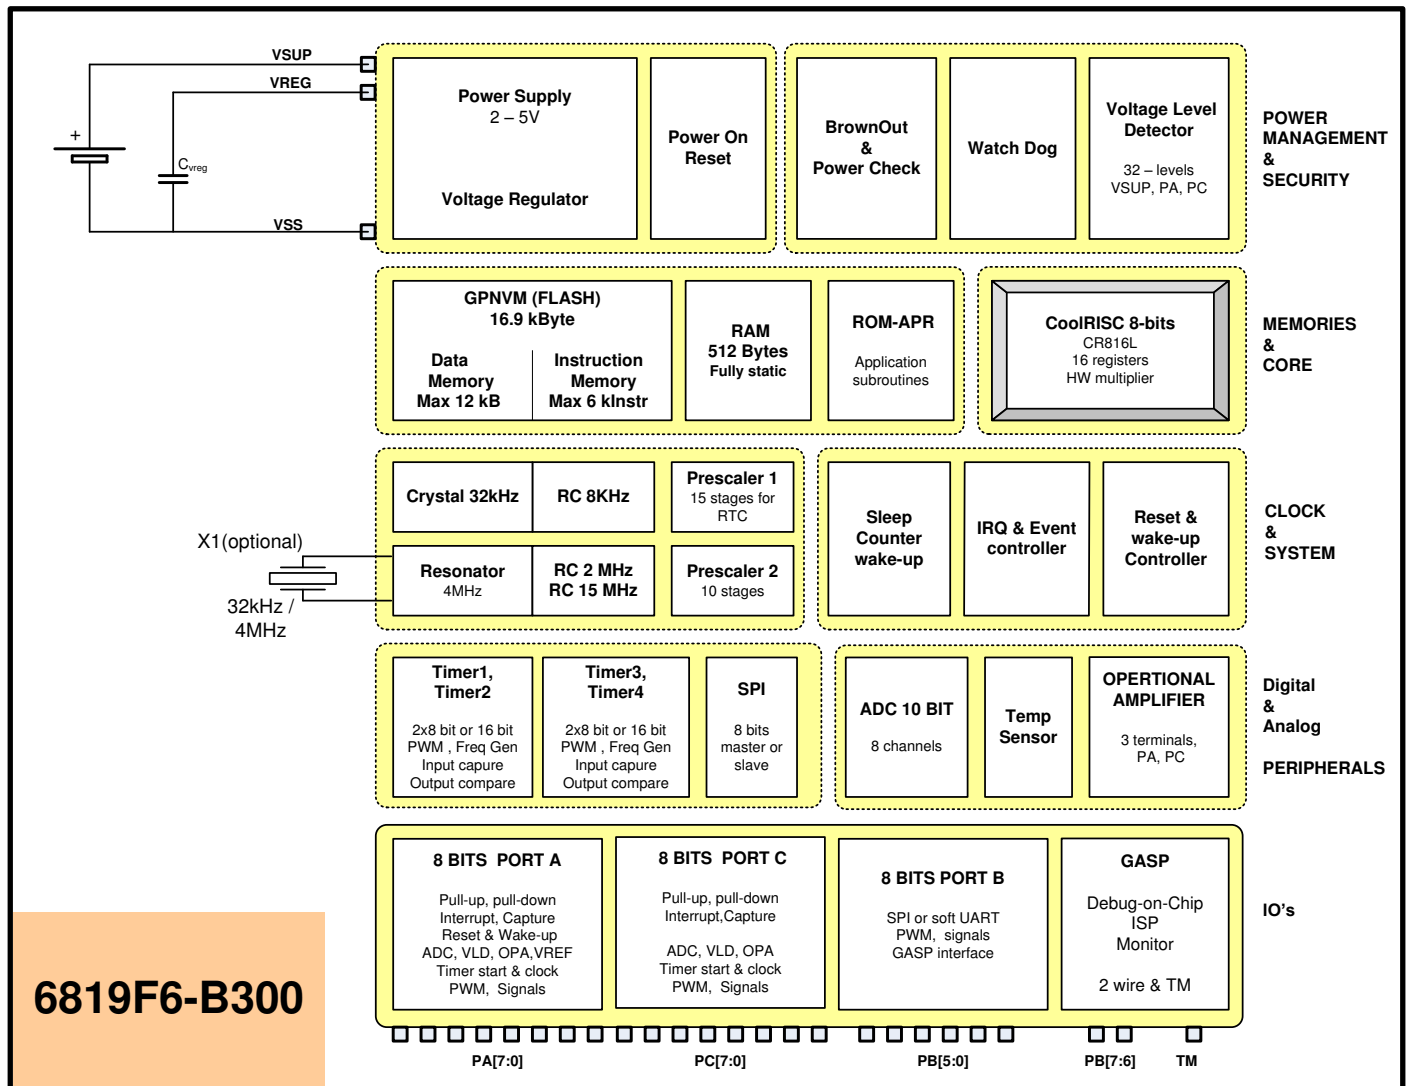 VSUP
VREG
+
Cvreg
VSS
Power Supply
2 – 5V
Voltage Regulator
Power On
Reset
BrownOut
&
Power Check
Watch Dog
Voltage Level
Detector
32 – levels
VSUP, PA, PC
POWER
MANAGEMENT
&
SECURITY
GPNVM (FLASH)
16.9 kByte
Data
Memory
Max 12 kB
Instruction
Memory
Max 6 kInstr
RAM
512 Bytes
Fully static
ROM-APR
Application
subroutines
CoolRISC 8-bits
CR816L
16 registers
HW multiplier
MEMORIES
&
CORE
X1(optional)
32kHz /
4MHz
Crystal 32kHz
RC 8KHz
Prescaler 1
15 stages for
RTC
Resonator
4MHz
RC 2 MHz
RC 15 MHz
Prescaler 2
10 stages
Sleep
Counter
wake-up
IRQ & Event
controller
Reset &
wake-up
Controller
CLOCK
&
SYSTEM
Timer1,
Timer2
2x8 bit or 16 bit
PWM , Freq Gen
Input capure
Output compare
Timer3,
Timer4
2x8 bit or 16 bit
PWM , Freq Gen
Input capure
Output compare
SPI
8 bits
master or
slave
ADC 10 BIT
8 channels
Temp
Sensor
OPERTIONAL
AMPLIFIER
3 terminals,
PA, PC
Digital
&
Analog
PERIPHERALS
8 BITS  PORT A
Pull-up, pull-down
Interrupt, Capture
Reset & Wake-up
ADC, VLD, OPA,VREF
Timer start & clock
PWM,  Signals
8 BITS  PORT C
Pull-up, pull-down
Interrupt,Capture
ADC, VLD, OPA
Timer start & clock
PWM,  Signals
8 BITS PORT B
SPI or soft UART
PWM,  signals
GASP interface
GASP
Debug-on-Chip
ISP
Monitor
2 wire & TM
IO's
PA[7:0]
PC[7:0]
PB[5:0]
PB[7:6]
TM
6819F6-B300